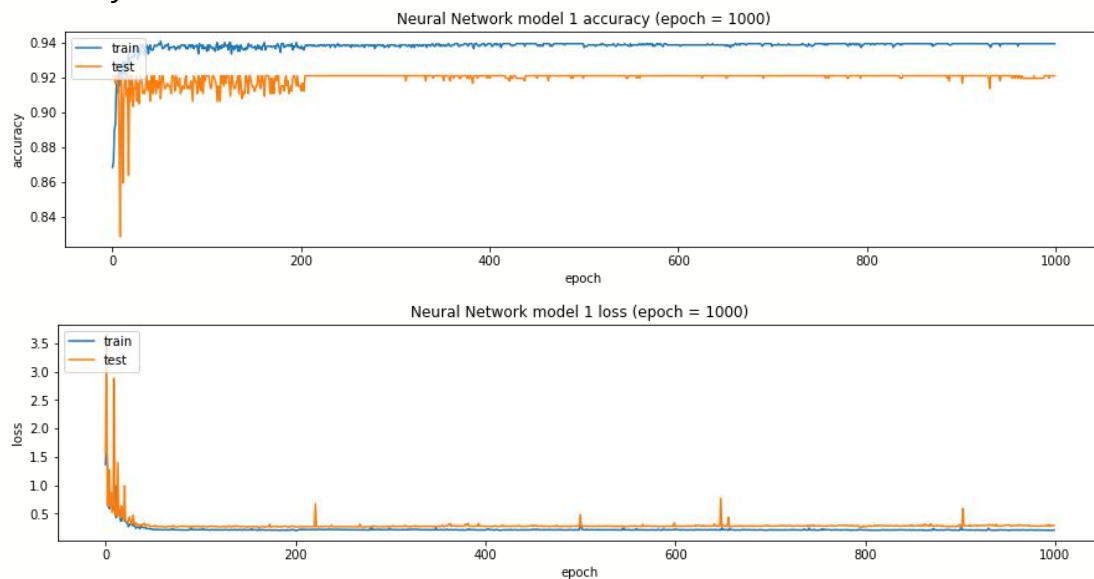 Neural Network model 1 accuracy (epoch = 1000)
train
test
0.94
0.92
0.90
0.88
0.86
0.84
accuracy
0 200 400 600 800 1000
epoch
Neural Network model 1 loss (epoch = 1000)
train
test
3.5
3.0
2.5
2.0
1.5
1.0
0.5
loss
0 200 400 600 800 1000
epoch